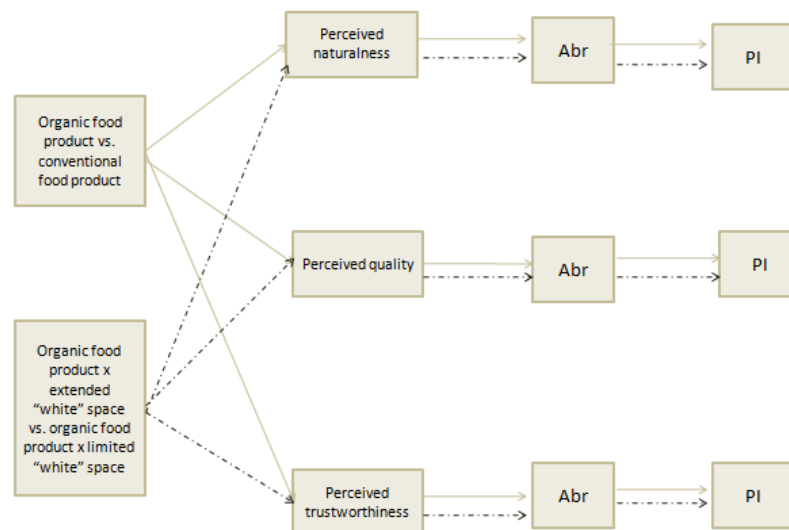 Perceived
naturalness
Abr
PI
Organic food
product vs.
conventional
food product
Perceived quality
Abr
PI
Organic food
product x
extended
“white” space
vs. organic food
product x limited
“white” space
Perceived
trustworthiness
Abr
PI